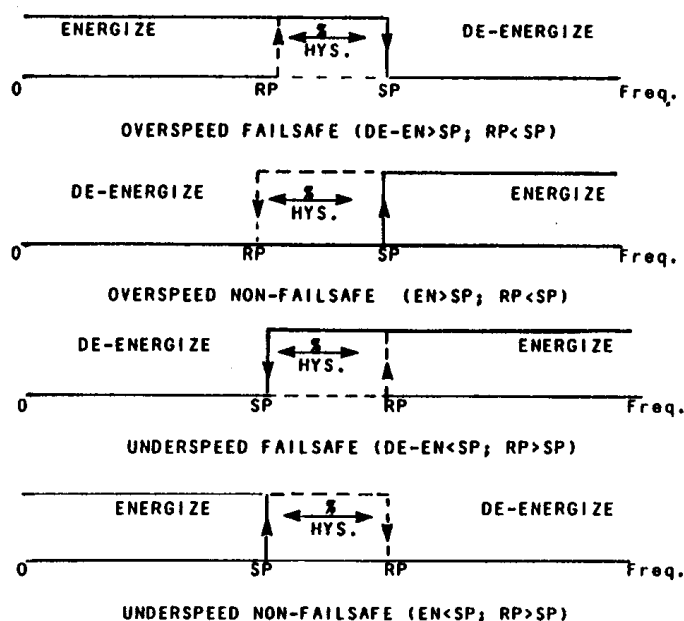 ENERGIZE % HYS. DE-ENERGIZE
0 RP SP Freq.
OVERSPEED FAILSAFE (DE-EN>SP; RP<SP)
DE-ENERGIZE % HYS. ENERGIZE
0 RP SP Freq.
OVERSPEED NON-FAILSAFE (EN>SP; RP<SP)
DE-ENERGIZE % HYS. ENERGIZE
0 SP RP Freq.
UNDERSPEED FAILSAFE (DE-EN<SP; RP>SP)
ENERGIZE % HYS. DE-ENERGIZE
0 SP RP Freq.
UNDERSPEED NON-FAILSAFE (EN<SP; RP>SP)